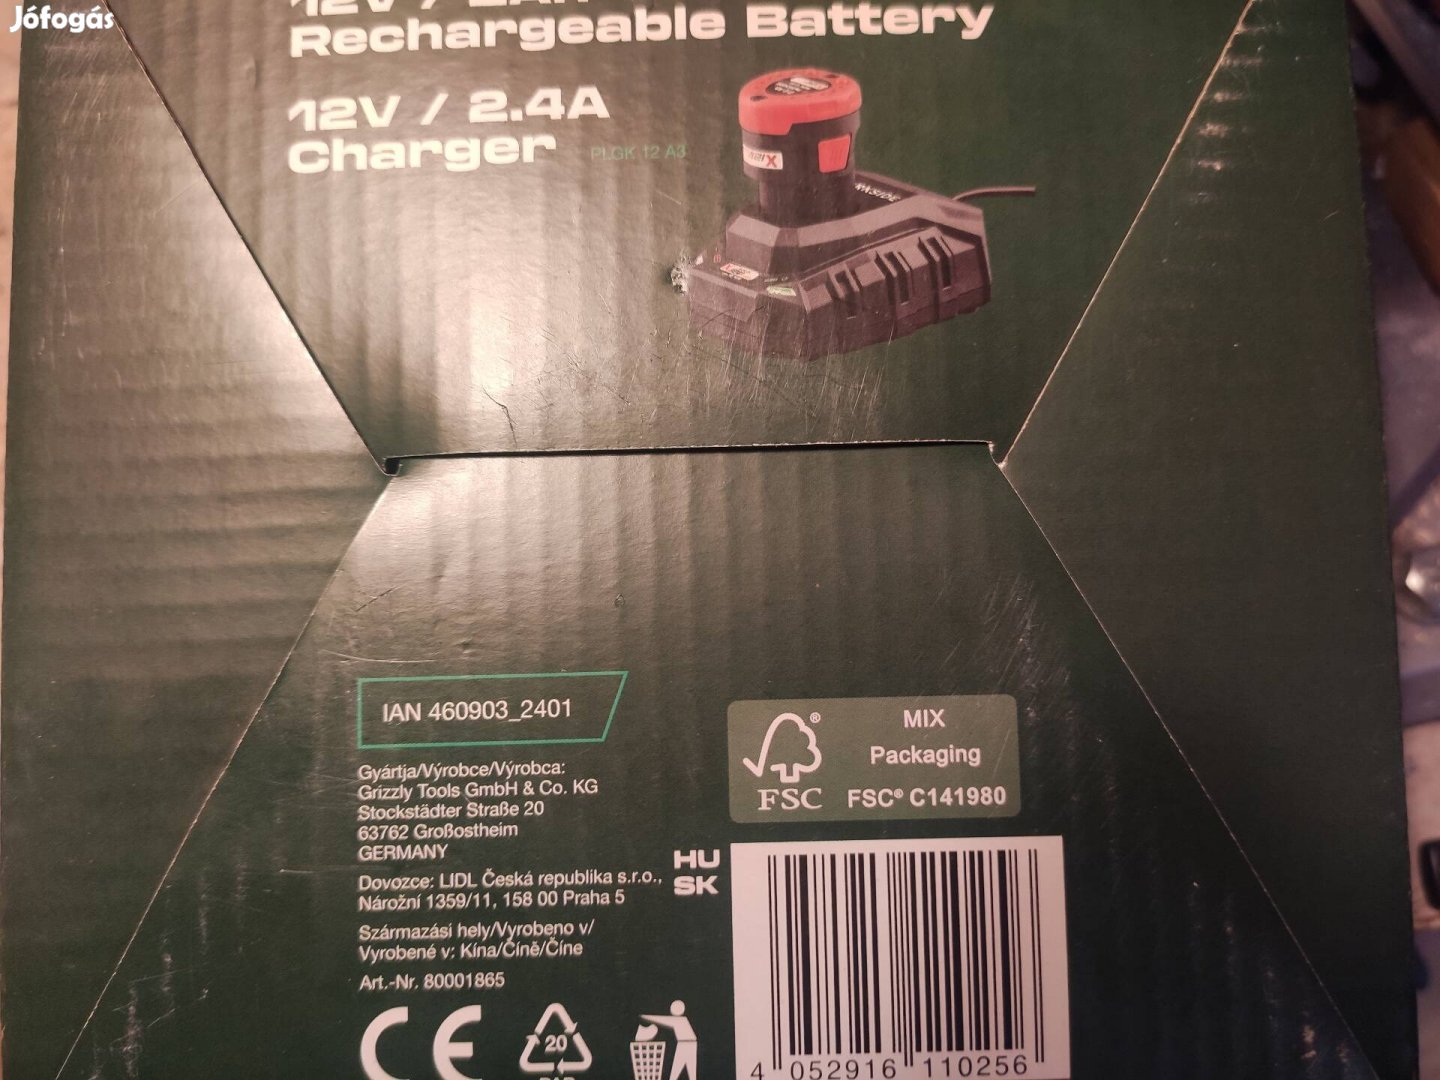 Jófogás
12V / 2Ah
Rechargeable Battery
12V / 2.4A
Charger PLGK 12 A3
IAN 460903_2401
Gyártja/Výrobce/Výrobca:
Grizzly Tools GmbH & Co. KG
Stockstädter Straße 20
63762 Großostheim
GERMANY
Dovozce: LIDL Česká republika s.r.o.,
Nárožní 1359/11, 158 00 Praha 5
Származási hely/Vyrobeno v/
Vyrobené v: Kína/Číně/Číne
Art.-Nr. 80001865
HU
SK
MIX
Packaging
FSC® C141980
FSC
®
CE
20
PAP
4 052916 110256